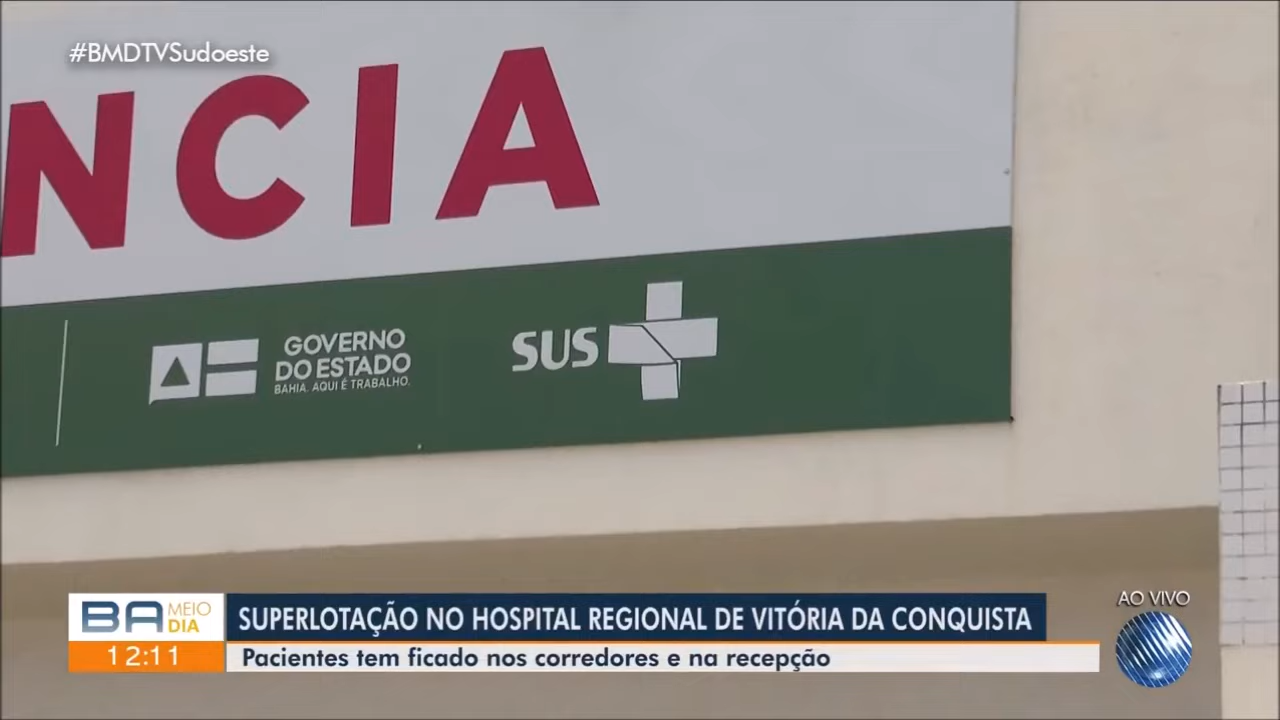 #BMDTVSudoeste
NCIA
GOVERNO
DO ESTADO
BAHIA. AQUI É TRABALHO.
SUS
AO VIVO
BA MEIO DIA
SUPERLOTAÇÃO NO HOSPITAL REGIONAL DE VITÓRIA DA CONQUISTA
12:11
Pacientes tem ficado nos corredores e na recepção